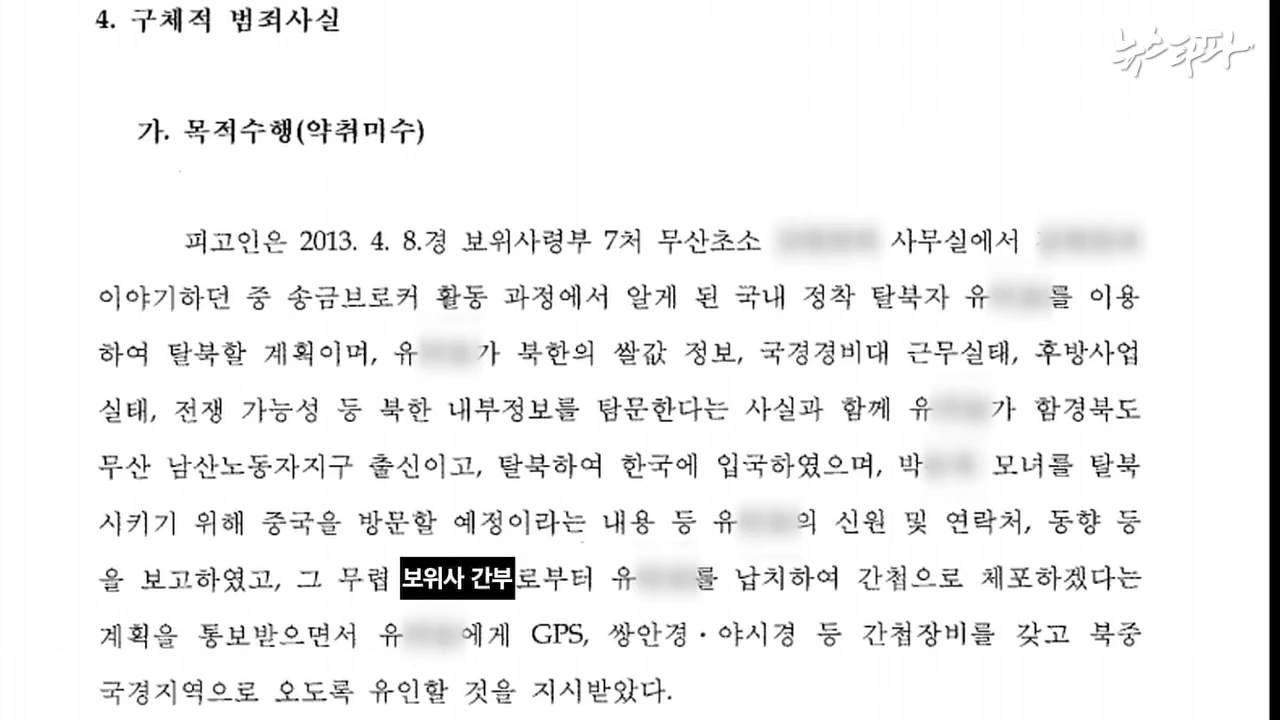 4. 구체적 범죄사실
뉴스타파
가. 목적수행(약취미수)
피고인은 2013. 4. 8.경 보위사령부 7처 무산초소 사무실에서
이야기하던 중 송금브로커 활동 과정에서 알게 된 국내 정착 탈북자 유 를 이용
하여 탈북할 계획이며, 유 가 북한의 쌀값 정보, 국경경비대 근무실태, 후방사업
실태, 전쟁 가능성 등 북한 내부정보를 탐문한다는 사실과 함께 유 가 함경북도
무산 남산노동자지구 출신이고, 탈북하여 한국에 입국하였으며, 박 모녀를 탈북
시키기 위해 중국을 방문할 예정이라는 내용 등 유 의 신원 및 연락처, 동향 등
을 보고하였고, 그 무렵 보위사 간부로부터 유 를 납치하여 간첩으로 체포하겠다는
계획을 통보받으면서 유 에게 GPS, 쌍안경·야시경 등 간첩장비를 갖고 북중
국경지역으로 오도록 유인할 것을 지시받았다.